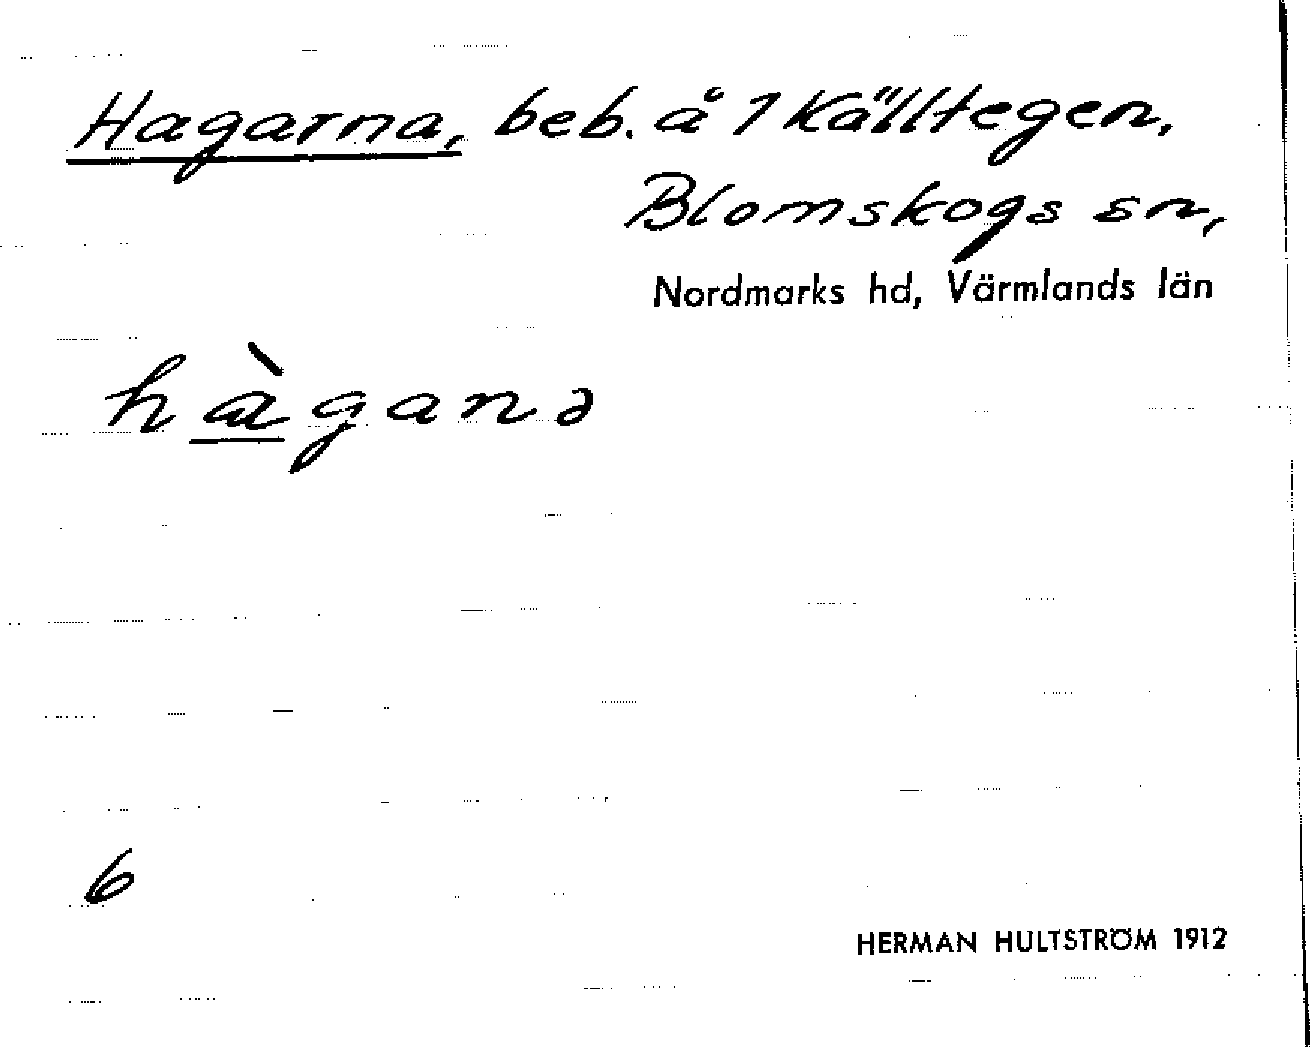 Hagarna, beb. å 1 Källtegen,
Blomskogs sn,
Nordmarks hd, Värmlands län
hàganə
6
HERMAN HULTSTRÖM 1912